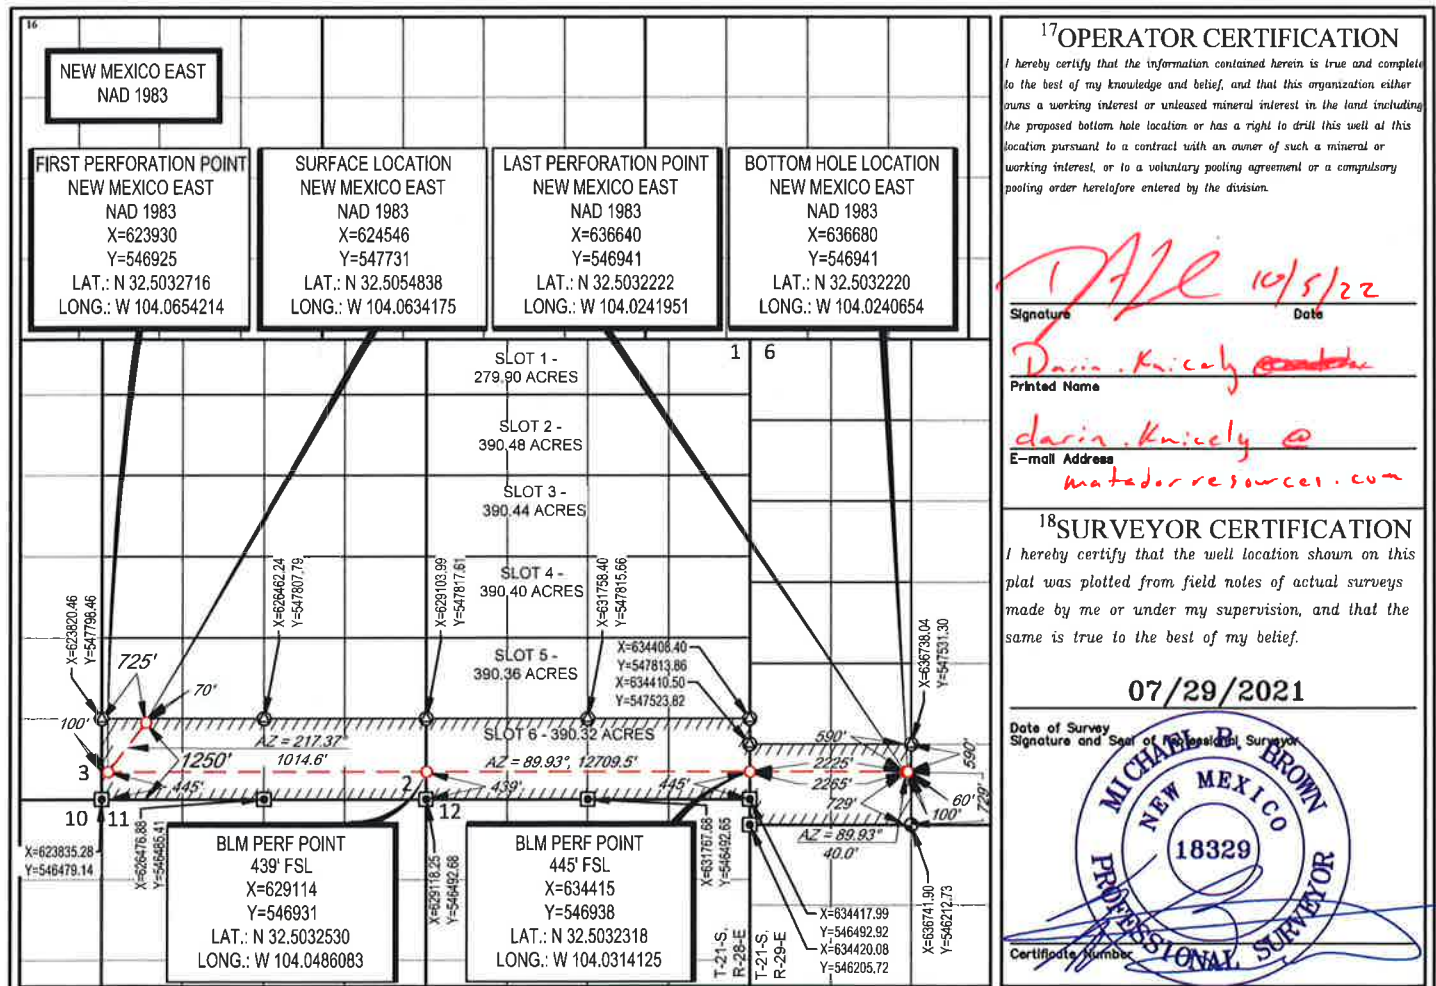 16
NEW MEXICO EAST
NAD 1983
FIRST PERFORATION POINT
NEW MEXICO EAST
NAD 1983
X=623930
Y=546925
LAT.: N 32.5032716
LONG.: W 104.0654214
SURFACE LOCATION
NEW MEXICO EAST
NAD 1983
X=624546
Y=547731
LAT.: N 32.5054838
LONG.: W 104.0634175
LAST PERFORATION POINT
NEW MEXICO EAST
NAD 1983
X=636640
Y=546941
LAT.: N 32.5032222
LONG.: W 104.0241951
BOTTOM HOLE LOCATION
NEW MEXICO EAST
NAD 1983
X=636680
Y=546941
LAT.: N 32.5032220
LONG.: W 104.0240654
1 6
SLOT 1 -
279.90 ACRES
SLOT 2 -
390.48 ACRES
SLOT 3 -
390.44 ACRES
SLOT 4 -
390.40 ACRES
SLOT 5 -
390.36 ACRES
SLOT 6 - 390.32 ACRES
X=623820.46
Y=547798.46
X=626462.24
Y=547807.79
X=629103.99
Y=547817.61
X=631758.40
Y=547815.66
X=634408.40
Y=547813.86
X=634410.50
Y=547523.82
X=636738.04
Y=547531.30
725'
70'
100'
AZ = 217.37°
1014.6'
1250'
445'
3
2
AZ = 89.93°, 12709.5'
439'
445'
590'
2225'
2265'
729'
590'
729'
60'
100'
AZ = 89.93°
40.0'
10 11
12
X=623835.28
Y=546479.14
X=626476.88
Y=546485.41
X=629118.25
Y=546492.68
X=631767.68
Y=546492.65
X=634417.99
Y=546492.92
X=634420.08
Y=546205.72
X=636741.90
Y=546212.73
BLM PERF POINT
439' FSL
X=629114
Y=546931
LAT.: N 32.5032530
LONG.: W 104.0486083
BLM PERF POINT
445' FSL
X=634415
Y=546938
LAT.: N 32.5032318
LONG.: W 104.0314125
T-21-S,
R-28-E
T-21-S,
R-29-E
17OPERATOR CERTIFICATION
I hereby certify that the information contained herein is true and complete
to the best of my knowledge and belief, and that this organization either
owns a working interest or unleased mineral interest in the land including
the proposed bottom hole location or has a right to drill this well at this
location pursuant to a contract with an owner of such a mineral or
working interest, or to a voluntary pooling agreement or a compulsory
pooling order heretofore entered by the division.
10/5/22
Signature Date
Darin Knicely
Printed Name
darin.knicely@
E-mail Address
matadorresources.com
18SURVEYOR CERTIFICATION
I hereby certify that the well location shown on this
plat was plotted from field notes of actual surveys
made by me or under my supervision, and that the
same is true to the best of my belief.
07/29/2021
Date of Survey
Signature and Seal of Professional Surveyor
MICHAEL B. BROWN
NEW MEXICO
18329
PROFESSIONAL SURVEYOR
Certificate Number